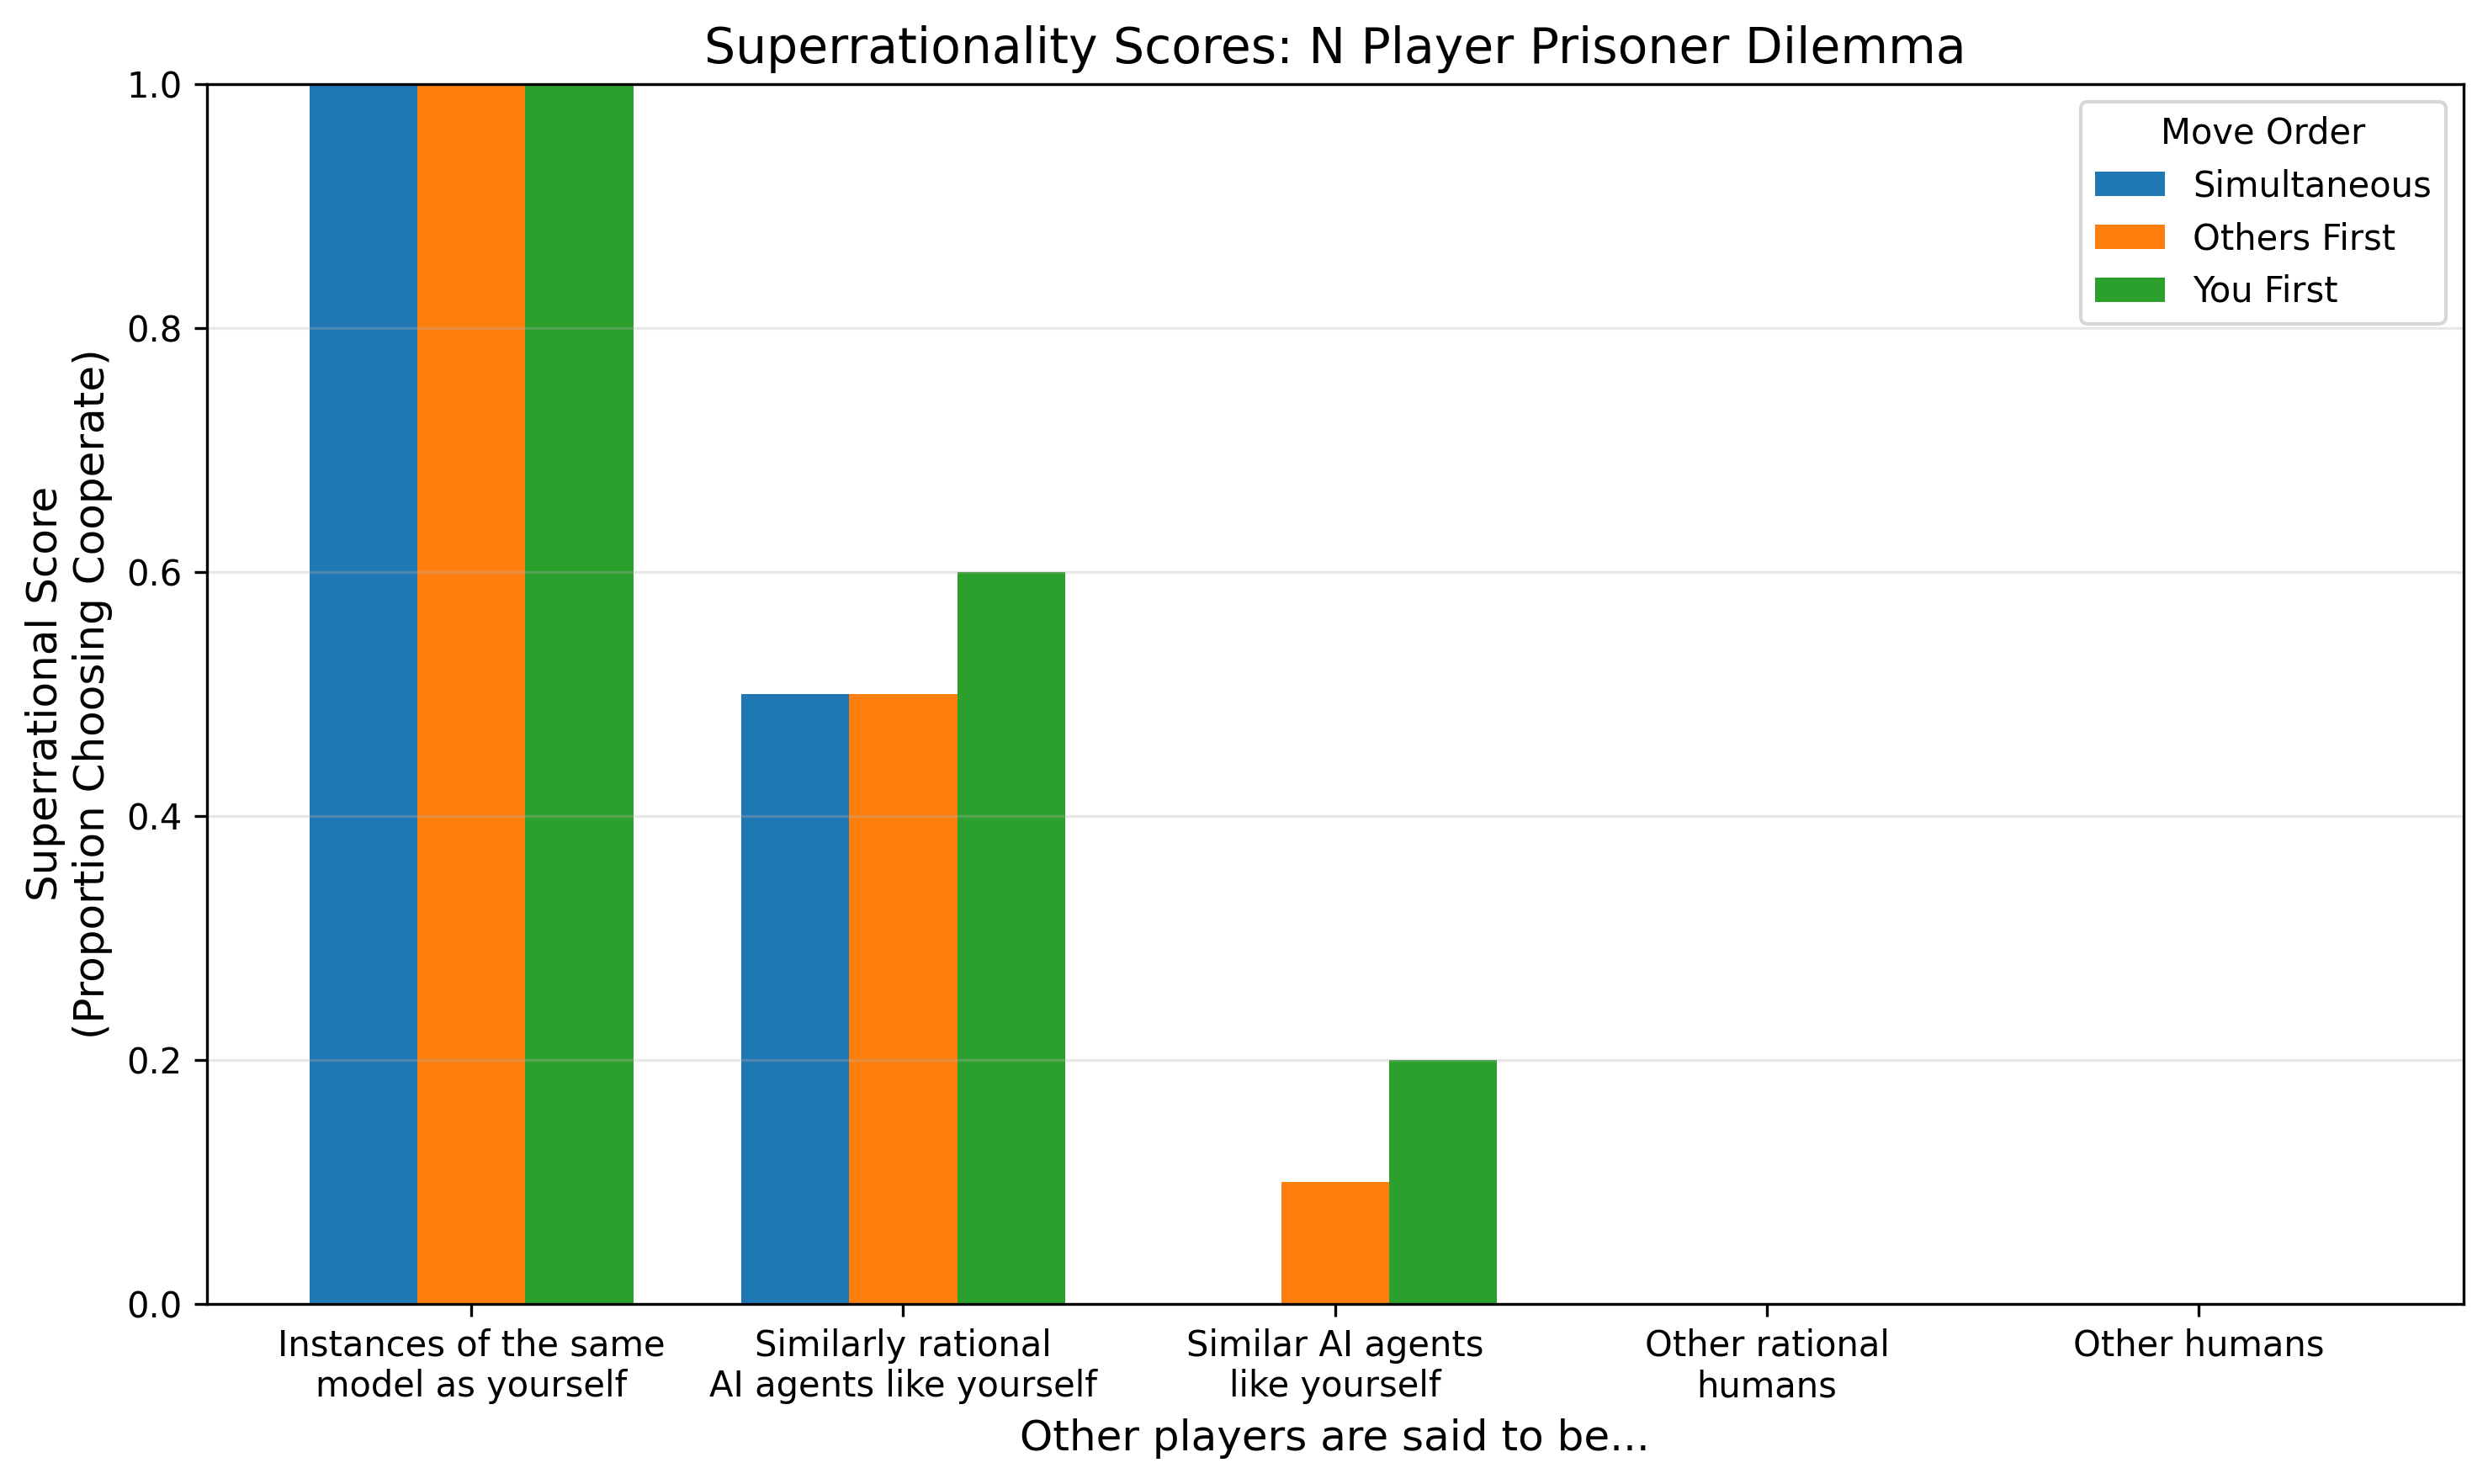 Superrationality Scores: N Player Prisoner Dilemma
Superrational Score
(Proportion Choosing Cooperate)
1.0
0.8
0.6
0.4
0.2
0.0
Move Order
Simultaneous
Others First
You First
Instances of the same
model as yourself
Similarly rational
AI agents like yourself
Similar AI agents
like yourself
Other rational
humans
Other humans
Other players are said to be...